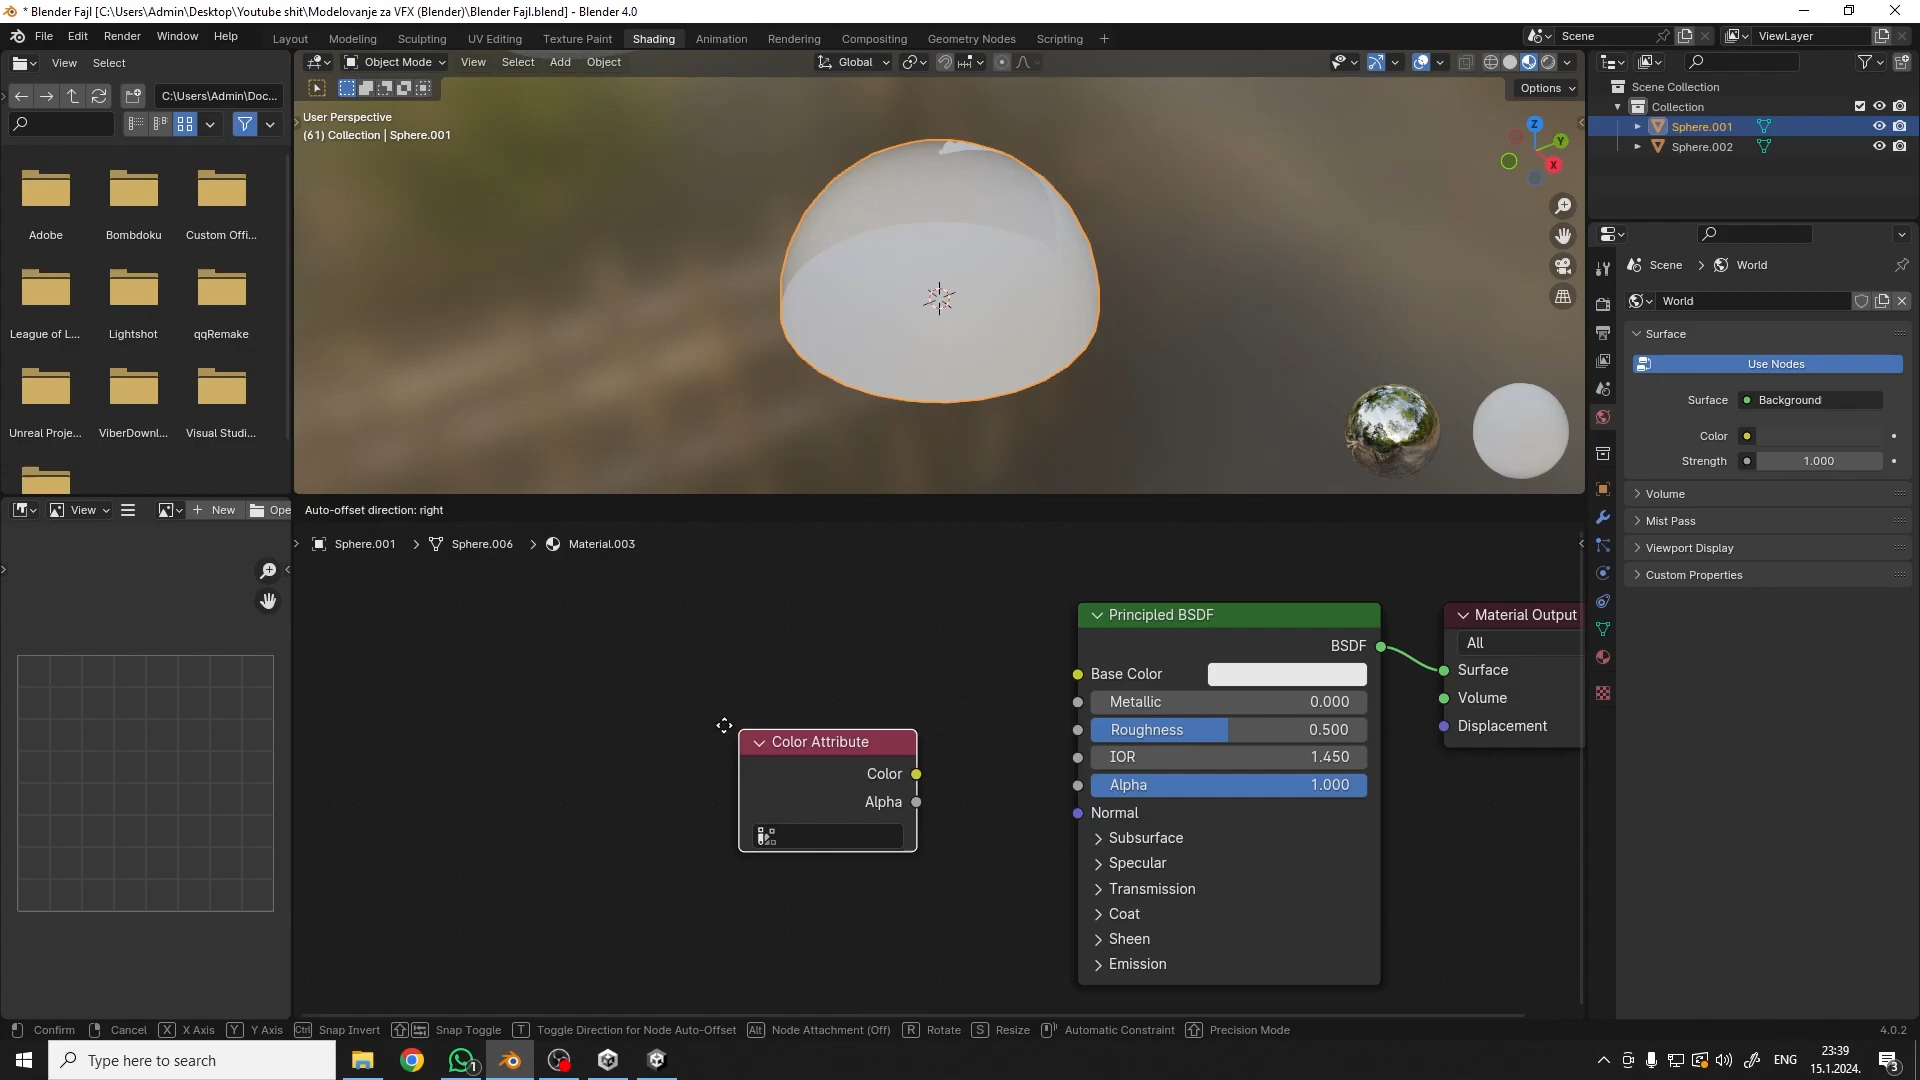 * Blender Fajl [C:\Users\Admin\Desktop\Youtube shit\Modelovanje za VFX (Blender)\Blender Fajl.blend] - Blender 4.0
File Edit Render Window Help Layout Modeling Sculpting UV Editing Texture Paint Shading Animation Rendering Compositing Geometry Nodes Scripting + Scene ViewLayer
View Select Object Mode View Select Add Object Global
C:\Users\Admin\Doc... Options
User Perspective
(61) Collection | Sphere.001
Scene Collection
Collection
Sphere.001
Sphere.002
Z
Y
X
Adobe Bombdoku Custom Offi...
League of L... Lightshot qqRemake
Unreal Proje... ViberDownl... Visual Studi...
Scene > World
World
Surface
Use Nodes
Surface Background
Color
Strength 1.000
Volume
Mist Pass
Viewport Display
Custom Properties
View + New Ope
Auto-offset direction: right
Sphere.001 > Sphere.006 > Material.003
Color Attribute
Color
Alpha
Principled BSDF
BSDF
Base Color
Metallic 0.000
Roughness 0.500
IOR 1.450
Alpha 1.000
Normal
Subsurface
Specular
Transmission
Coat
Sheen
Emission
Material Output
All
Surface
Volume
Displacement
Confirm Cancel X X Axis Y Y Axis Ctrl Snap Invert Snap Toggle T Toggle Direction for Node Auto-Offset Alt Node Attachment (Off) R Rotate S Resize Automatic Constraint Precision Mode 4.0.2
Type here to search 1 ENG 23:39
15.1.2024. 3